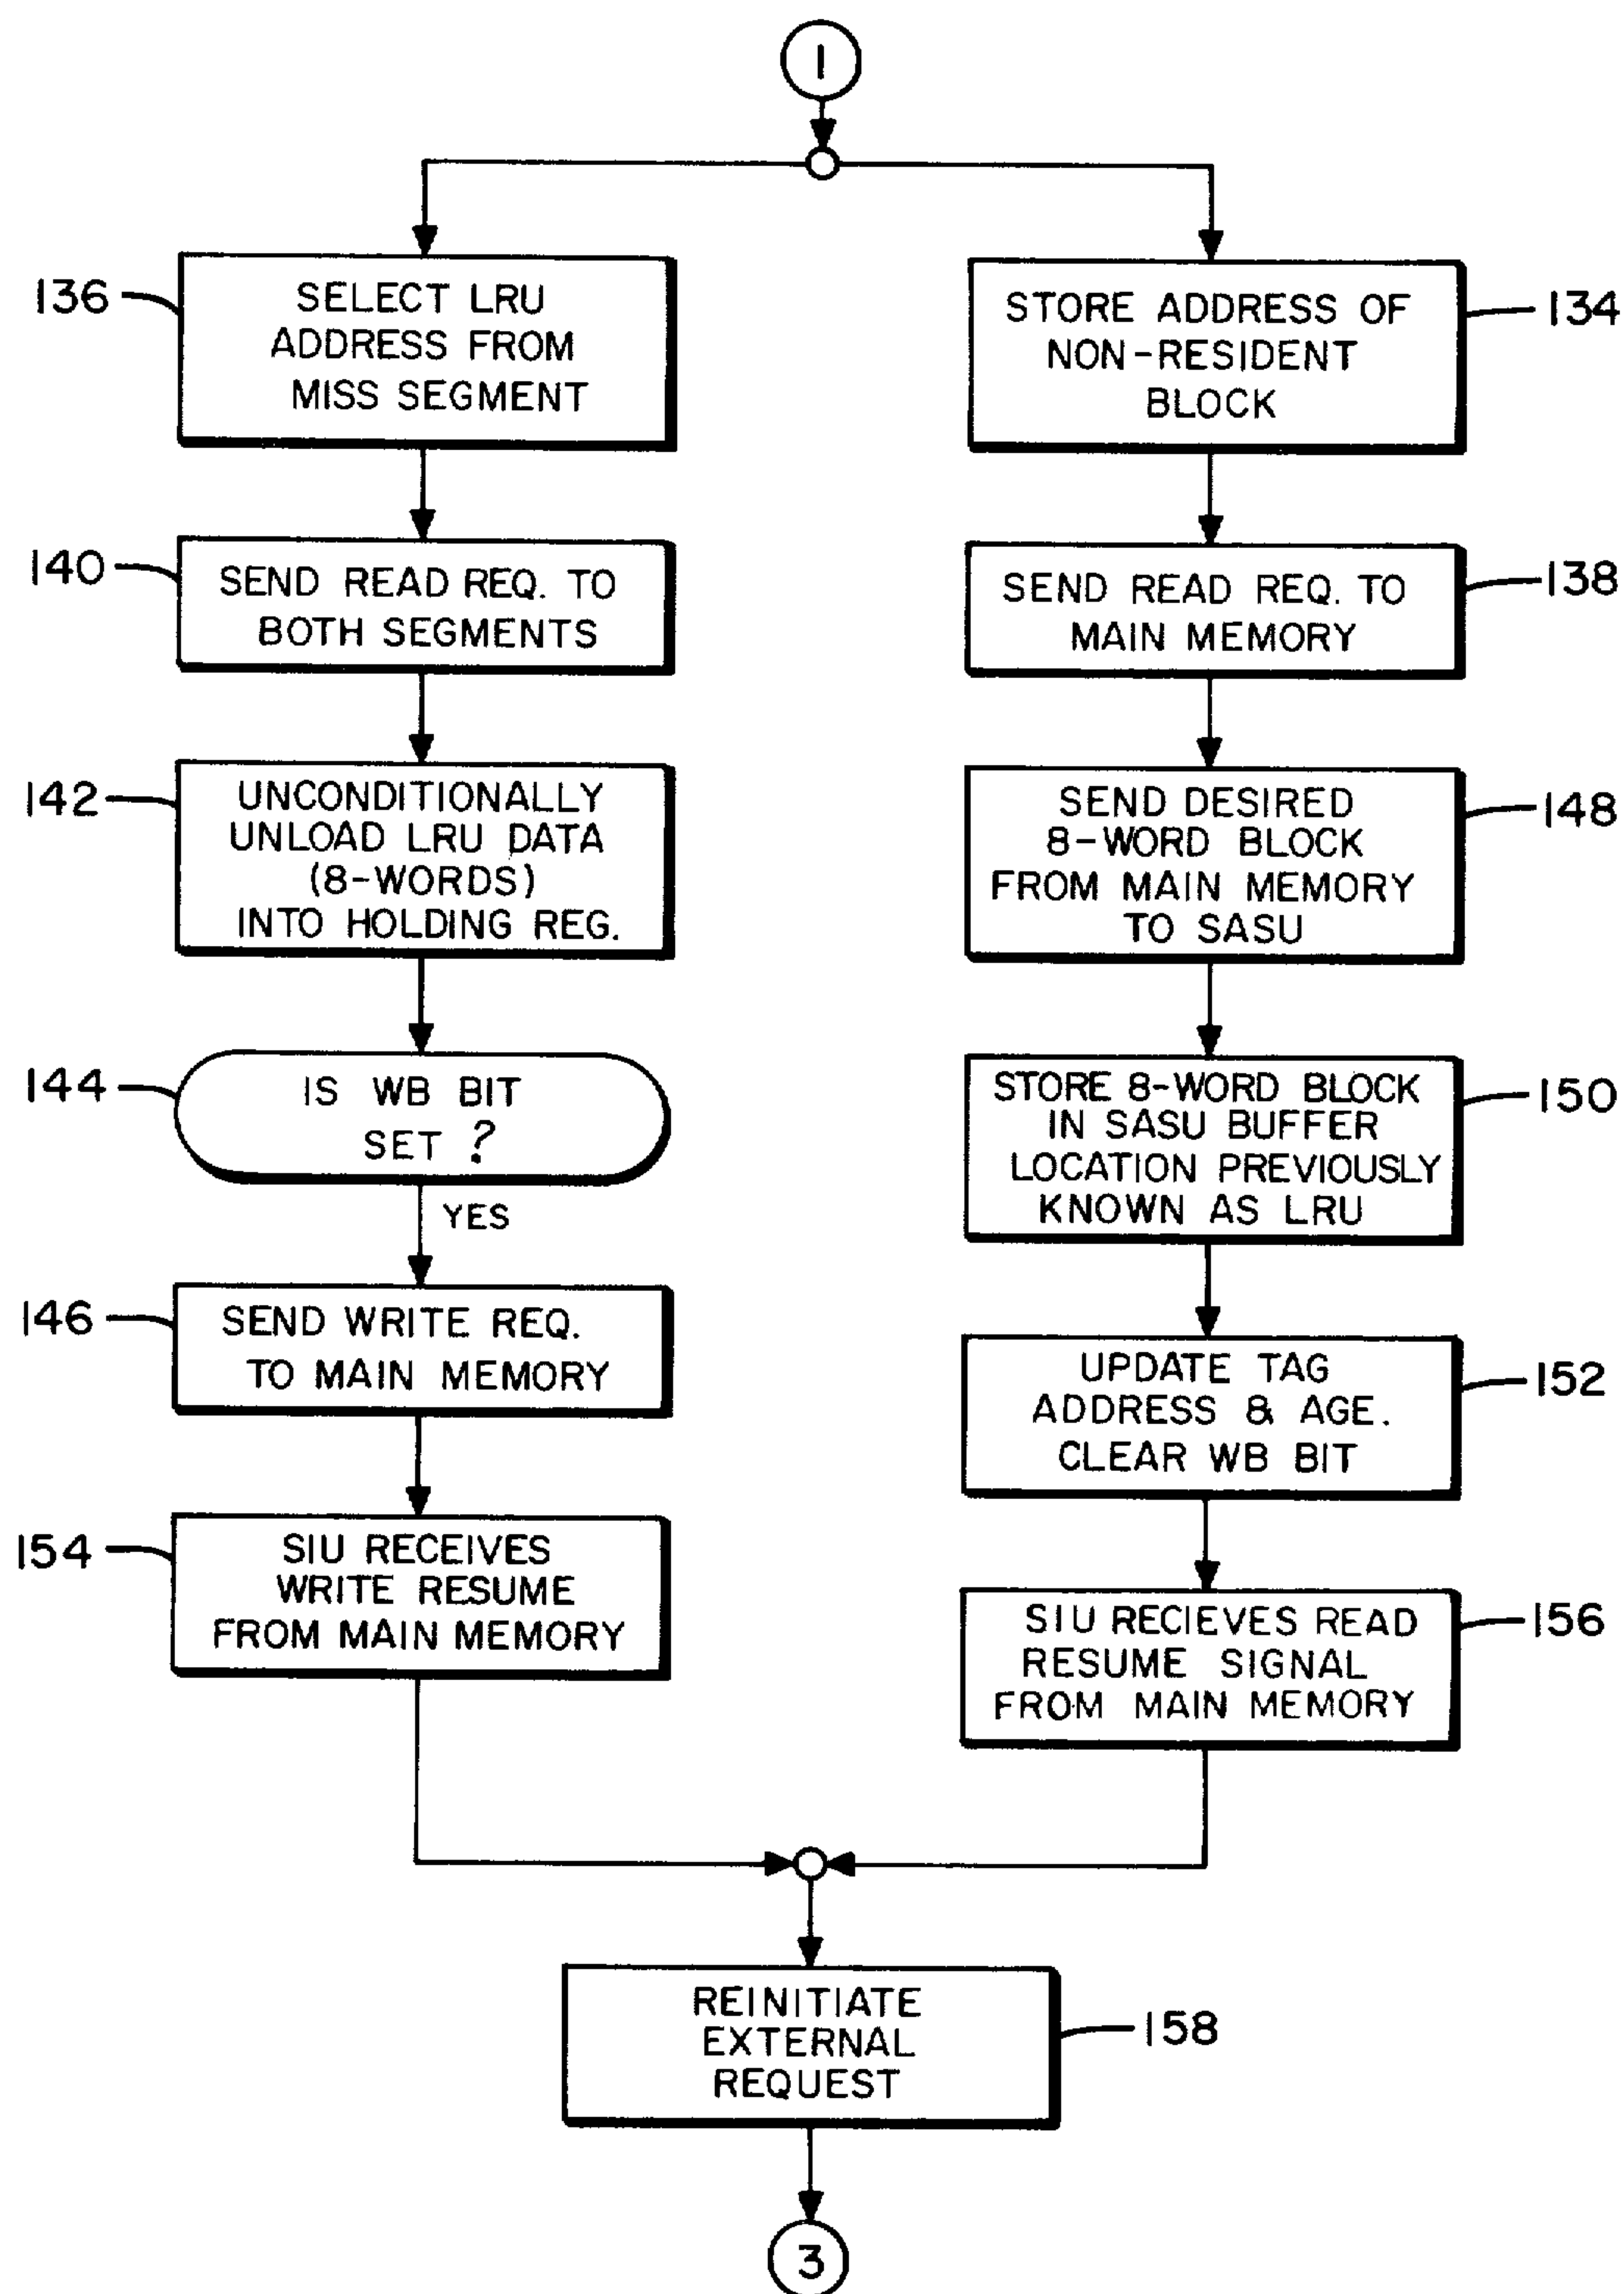 1
136
SELECT LRU
ADDRESS FROM
MISS SEGMENT
STORE ADDRESS OF
NON-RESIDENT
BLOCK
134
140
SEND READ REQ. TO
BOTH SEGMENTS
SEND READ REQ. TO
MAIN MEMORY
138
142
UNCONDITIONALLY
UNLOAD LRU DATA
(8-WORDS)
INTO HOLDING REG.
SEND DESIRED
8-WORD BLOCK
FROM MAIN MEMORY
TO SASU
148
144
IS WB BIT
SET ?
YES
STORE 8-WORD BLOCK
IN SASU BUFFER
LOCATION PREVIOUSLY
KNOWN AS LRU
150
146
SEND WRITE REQ.
TO MAIN MEMORY
UPDATE TAG
ADDRESS & AGE.
CLEAR WB BIT
152
154
SIU RECEIVES
WRITE RESUME
FROM MAIN MEMORY
SIU RECIEVES READ
RESUME SIGNAL
FROM MAIN MEMORY
156
REINITIATE
EXTERNAL
REQUEST
158
3